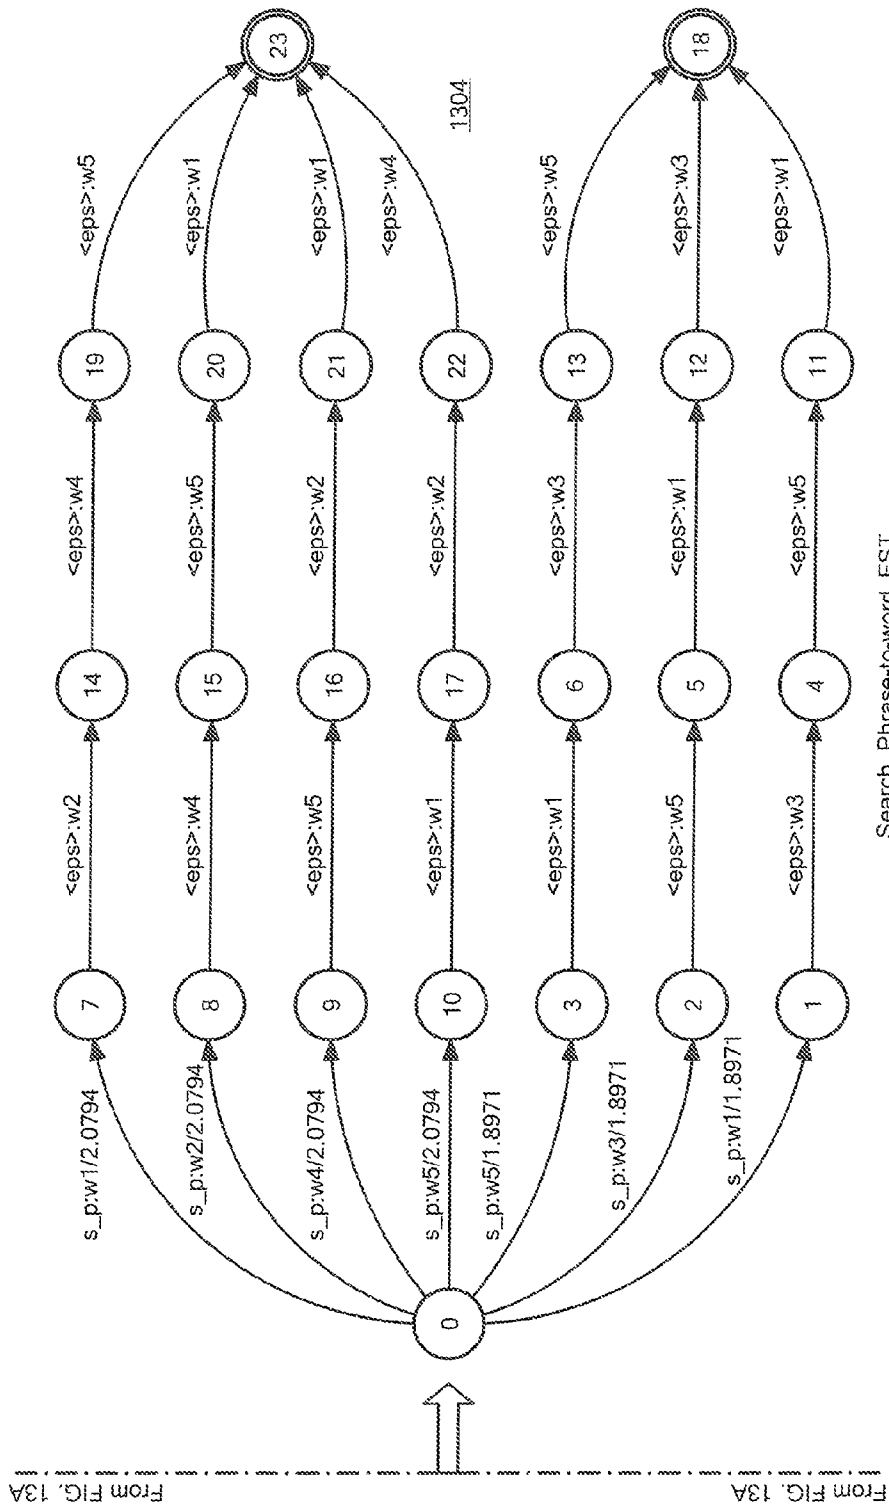 From FIG. 13A
s_p:w1/2.0794
7
<eps>:w2
14
<eps>:w4
19
<eps>:w5
s_p:w2/2.0794
8
<eps>:w4
15
<eps>:w5
20
<eps>:w1
23
s_p:w4/2.0794
9
<eps>:w5
16
<eps>:w2
21
<eps>:w1
0
s_p:w5/2.0794
10
<eps>:w1
17
<eps>:w2
22
<eps>:w4
1304
s_p:w5/1.8971
3
<eps>:w1
6
<eps>:w3
13
<eps>:w5
s_p:w3/1.8971
2
<eps>:w5
5
<eps>:w1
12
<eps>:w3
18
s_p:w1/1.8971
1
<eps>:w3
4
<eps>:w5
11
<eps>:w1
From FIG. 13A
Search_Phrase-to-word_FST